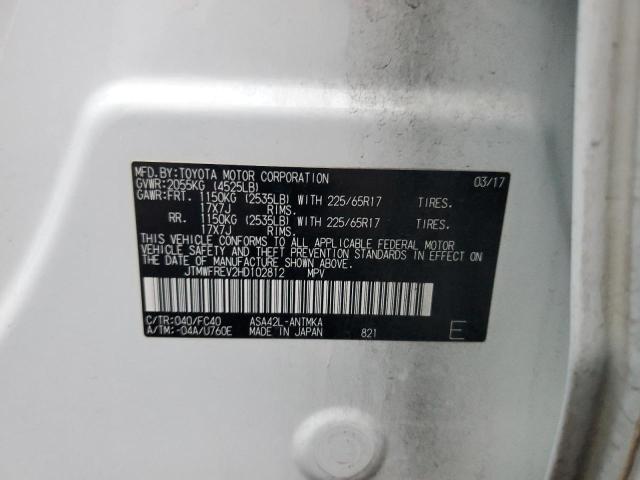 MFD.BY:TOYOTA MOTOR CORPORATION 03/17
GVWR:2055KG (4525LB)
GAWR:FRT. 1150KG (2535LB) WITH 225/65R17 TIRES.
17X7J RIMS.
RR. 1150KG (2535LB) WITH 225/65R17 TIRES.
17X7J RIMS.
THIS VEHICLE CONFORMS TO ALL APPLICABLE FEDERAL MOTOR
VEHICLE SAFETY AND THEFT PREVENTION STANDARDS IN EFFECT ON
THE DATE OF MANUFACTURE SHOWN ABOVE.
JTMWFREV2HD102812 MPV
C/TR:040/FC40 ASA42L-ANTMKA
A/TM:-04A/U760E MADE IN JAPAN 821 E